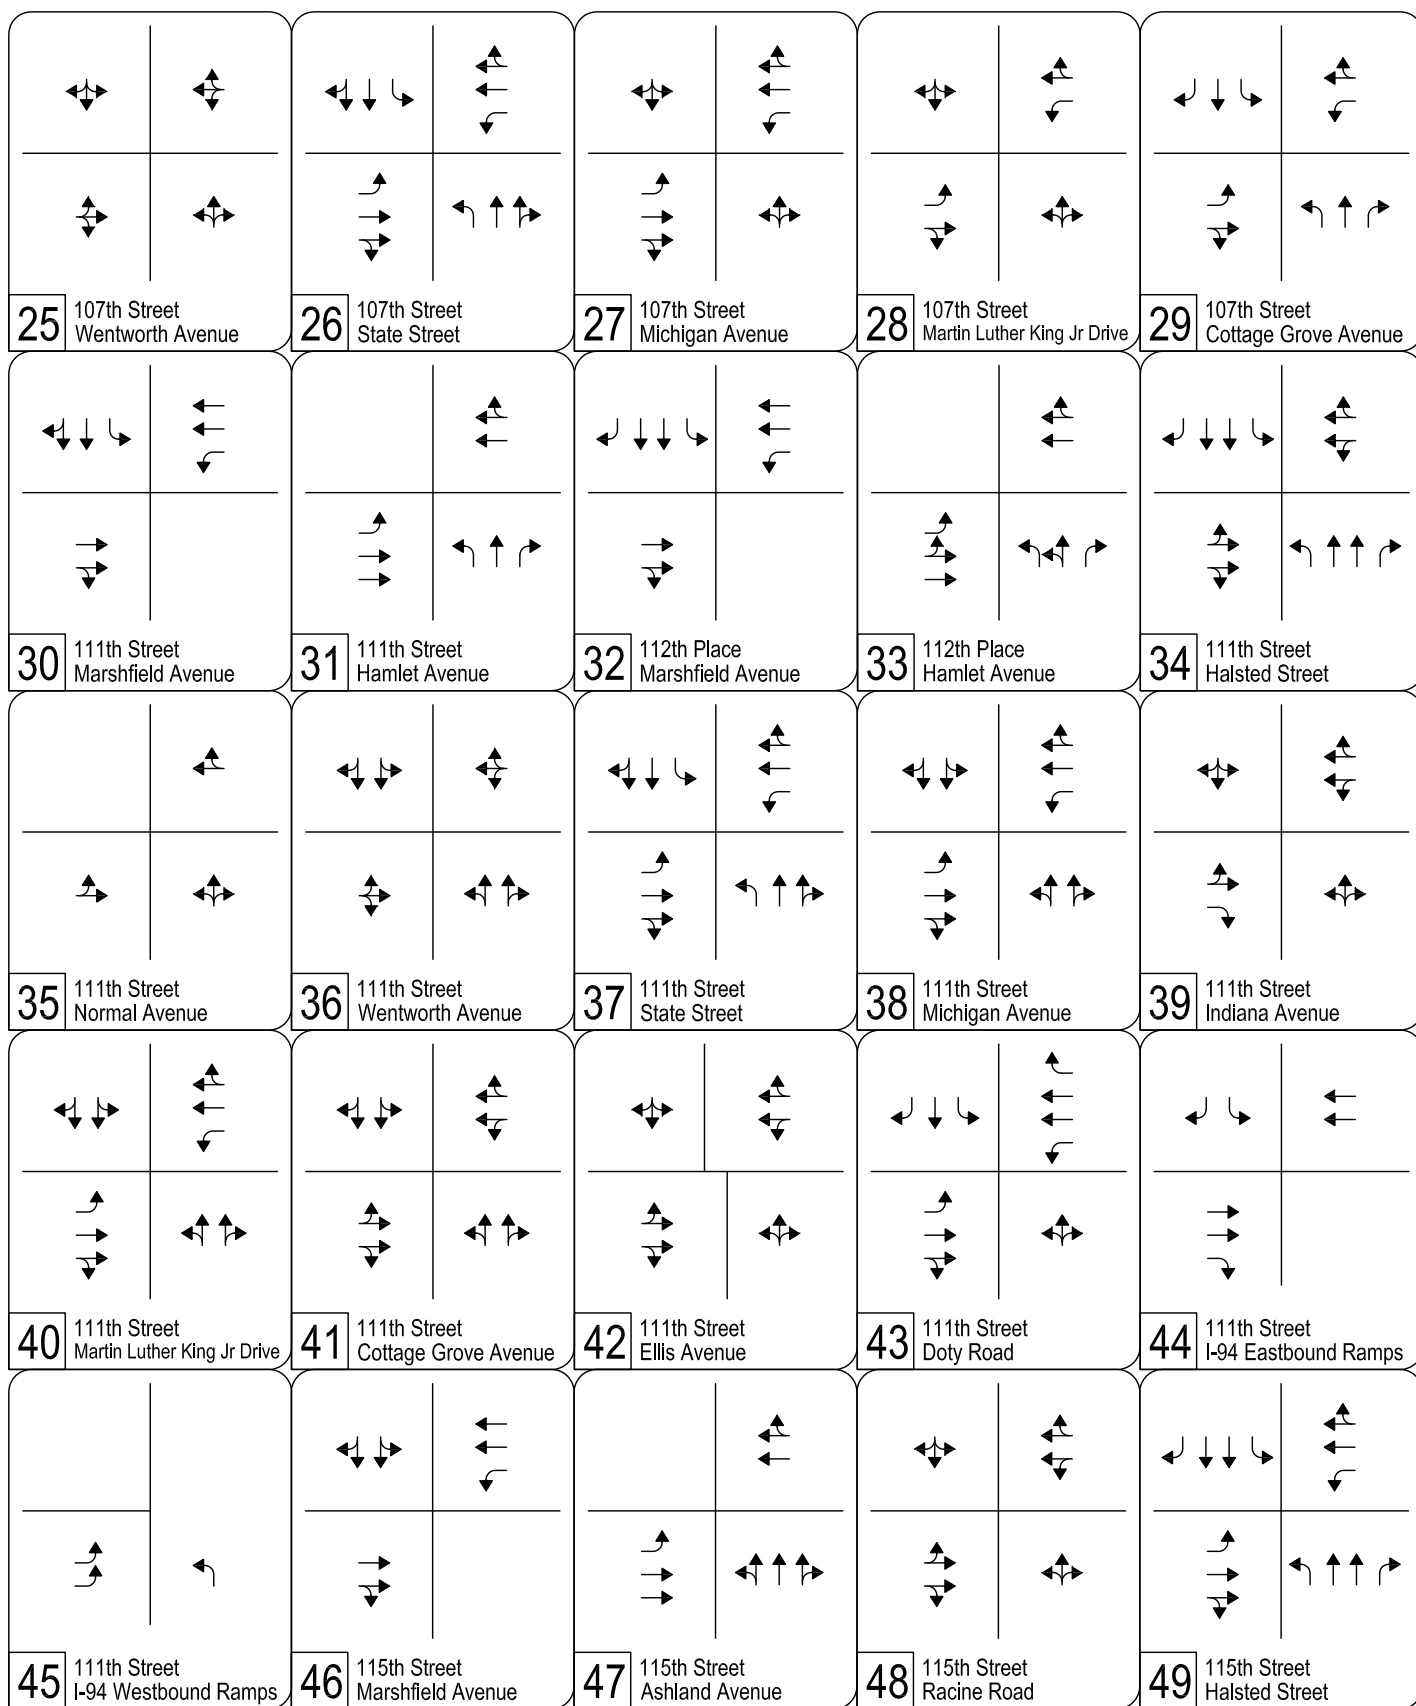 25
107th Street
Wentworth Avenue
26
107th Street
State Street
27
107th Street
Michigan Avenue
28
107th Street
Martin Luther King Jr Drive
29
107th Street
Cottage Grove Avenue
30
111th Street
Marshfield Avenue
31
111th Street
Hamlet Avenue
32
112th Place
Marshfield Avenue
33
112th Place
Hamlet Avenue
34
111th Street
Halsted Street
35
111th Street
Normal Avenue
36
111th Street
Wentworth Avenue
37
111th Street
State Street
38
111th Street
Michigan Avenue
39
111th Street
Indiana Avenue
40
111th Street
Martin Luther King Jr Drive
41
111th Street
Cottage Grove Avenue
42
111th Street
Ellis Avenue
43
111th Street
Doty Road
44
111th Street
I-94 Eastbound Ramps
45
111th Street
I-94 Westbound Ramps
46
115th Street
Marshfield Avenue
47
115th Street
Ashland Avenue
48
115th Street
Racine Road
49
115th Street
Halsted Street